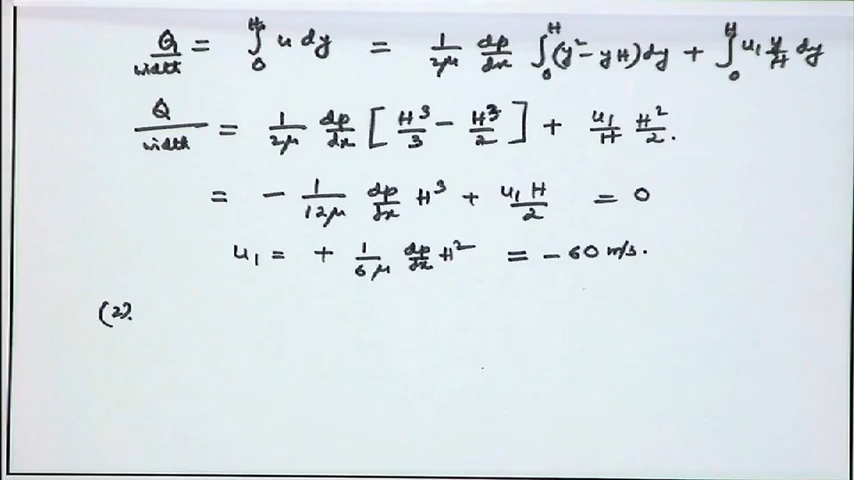 Q/width = ∫₀ᴴ u dy = 1/2μ dp/dx ∫₀ᴴ (y² - yH) dy + ∫₀ᴴ u₁ y/H dy
Q/width = 1/2μ dp/dx [H³/3 - H³/2] + u₁/H H²/2.
= - 1/12μ dp/dx H³ + u₁H/2 = 0
u₁ = + 1/6μ dp/dx H² = - 60 m/s.
(2).